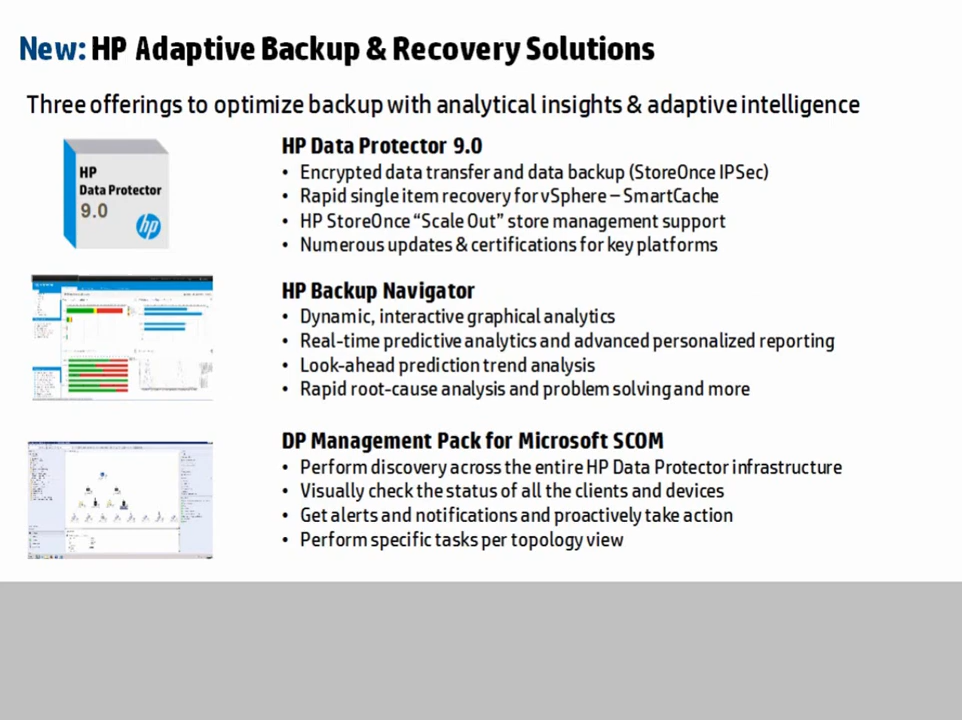 New: HP Adaptive Backup & Recovery Solutions
Three offerings to optimize backup with analytical insights & adaptive intelligence
HP
Data Protector
9.0
hp
HP Data Protector 9.0
• Encrypted data transfer and data backup (StoreOnce IPSec)
• Rapid single item recovery for vSphere – SmartCache
• HP StoreOnce “Scale Out” store management support
• Numerous updates & certifications for key platforms
HP Backup Navigator
• Dynamic, interactive graphical analytics
• Real-time predictive analytics and advanced personalized reporting
• Look-ahead prediction trend analysis
• Rapid root-cause analysis and problem solving and more
DP Management Pack for Microsoft SCOM
• Perform discovery across the entire HP Data Protector infrastructure
• Visually check the status of all the clients and devices
• Get alerts and notifications and proactively take action
• Perform specific tasks per topology view